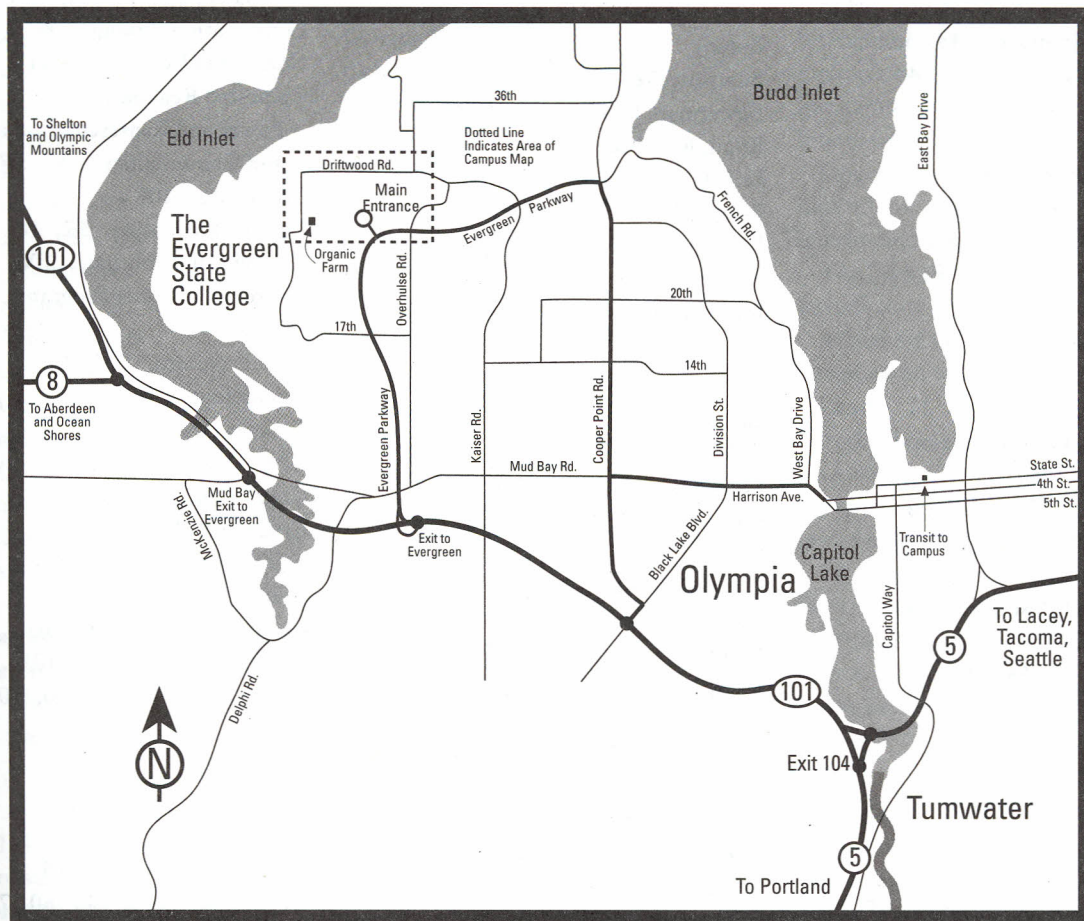 36th
Budd Inlet
East Bay Drive
To Shelton
and Olympic
Mountains
Eld Inlet
Dotted Line
Indicates Area of
Campus Map
Driftwood Rd.
Main
Entrance
The
Evergreen
State
College
Organic
Farm
Evergreen Parkway
French Rd.
101
Overhulse Rd.
20th
17th
14th
8
To Aberdeen
and Ocean
Shores
Evergreen Parkway
Kaiser Rd.
Cooper Point Rd.
Division St.
West Bay Drive
Mud Bay Rd.
Harrison Ave.
State St.
4th St.
5th St.
McKenzie Rd.
Mud Bay
Exit to
Evergreen
Exit to
Evergreen
Black Lake Blvd.
Transit to
Campus
Olympia
Capitol
Lake
Capitol Way
To Lacey,
Tacoma,
Seattle
5
Delphi Rd.
101
N
Exit 104
Tumwater
5
To Portland